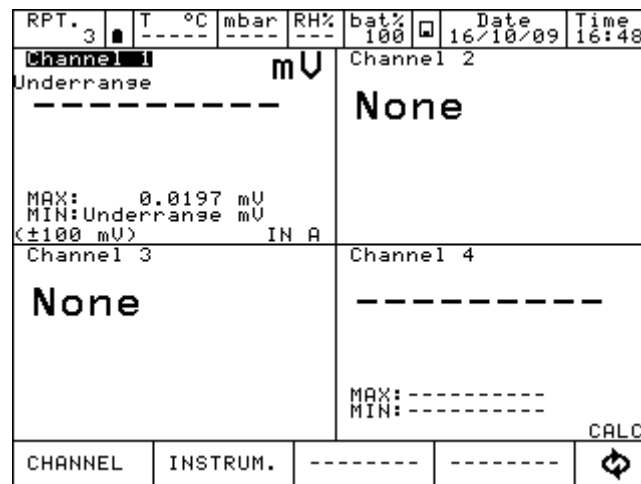 RPT. 3 T °C ----- mbar ---- RH% --- bat% 100 Date 16/10/09 Time 16:48
Channel 1 mV
Underrange
----------
MAX: 0.0197 mV
MIN:Underrange mV
(±100 mV) IN A
Channel 2
None
Channel 3
None
Channel 4
---------
MAX:----------
MIN:----------
CALC
CHANNEL INSTRUM. -------- --------